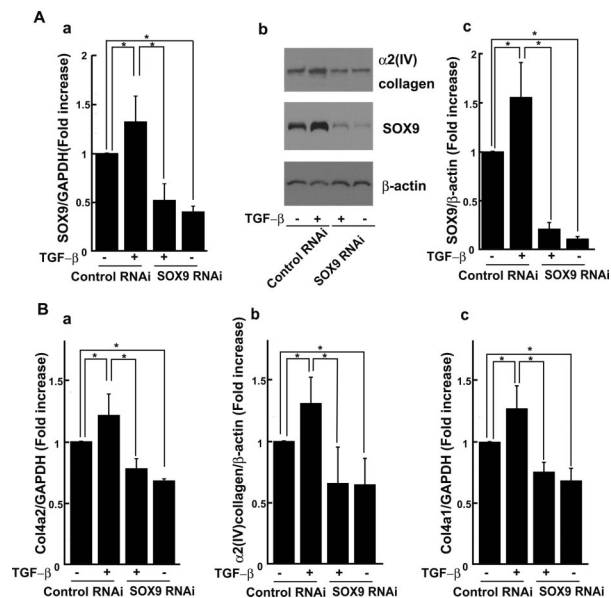 A
a
SOX9/GAPDH(Fold increase)
2
1.5
1
0.5
0
* * *
TGF−β - + + -
Control RNAi SOX9 RNAi
b
α2(IV)
collagen
SOX9
β-actin
TGF−β - + + -
Control RNAi
SOX9 RNAi
c
SOX9/β-actin (Fold increase)
2
1.5
1
0.5
0
* * *
TGF−β - + + -
Control RNAi SOX9 RNAi
B
a
Col4a2/GAPDH (Fold increase)
1.5
1
0.5
0
* * *
TGF−β - + + -
Control RNAi SOX9 RNAi
b
α2(IV)collagen/β-actin (Fold increase)
1.5
1
0.5
0
* * *
TGF−β - + + -
Control RNAi SOX9 RNAi
c
Col4a1/GAPDH (Fold increase)
1.5
1
0.5
0
* * *
TGF−β - + + -
Control RNAi SOX9 RNAi